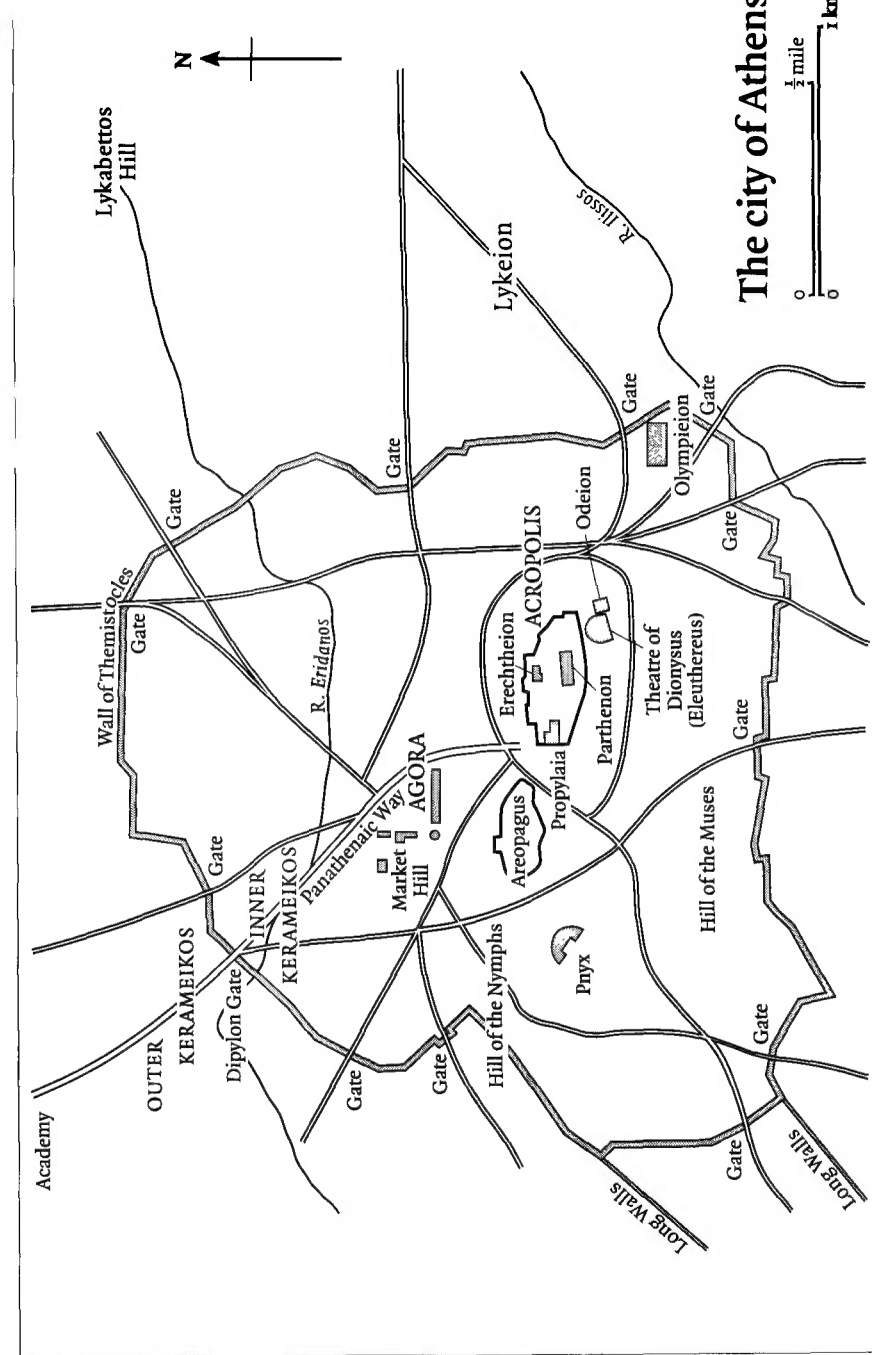 Academy
OUTER
KERAMEIKOS
Dipylon Gate
INNER
KERAMEIKOS
Gate
Wall of Themistocles
Gate
Gate
Lykabettos
Hill
N
R. Eridanos
Panathenaic Way
AGORA
Market
Hill
Gate
Gate
Gate
Hill of the Nymphs
Areopagus
Propylaia
Erechtheion
ACROPOLIS
Parthenon
Odeion
Theatre of
Dionysus
(Eleuthereus)
Lykeion
R. Ilissos
Gate
Olympieion
Gate
Gate
Pnyx
Hill of the Muses
Gate
Gate
Gate
Long Walls
Long Walls
The city of Athens
0 ½ mile
0 1 km